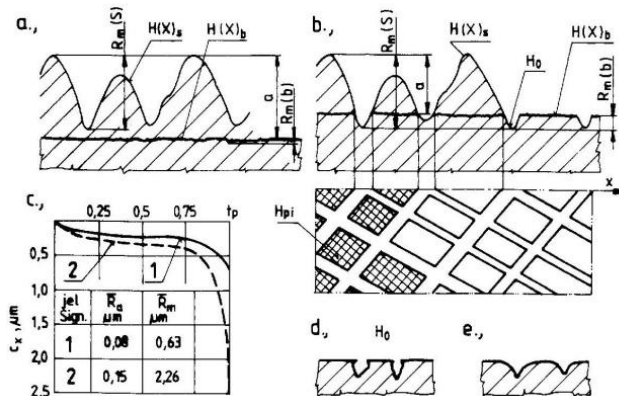 a.,
Rm(S)
H(X)s
H(X)b
a
Rm(b)
b.,
Rm(S)
a
H(X)s
H0
H(X)b
Rm(b)
x
Hpi
c.,
0,25 0,5 0,75 tp
0,5
1,0
1,5
2,0
2,5
cx, μm
2 1
jel Sign. R̅a μm R̅m μm
1 0,08 0,63
2 0,15 2,26
d., H0 e.,